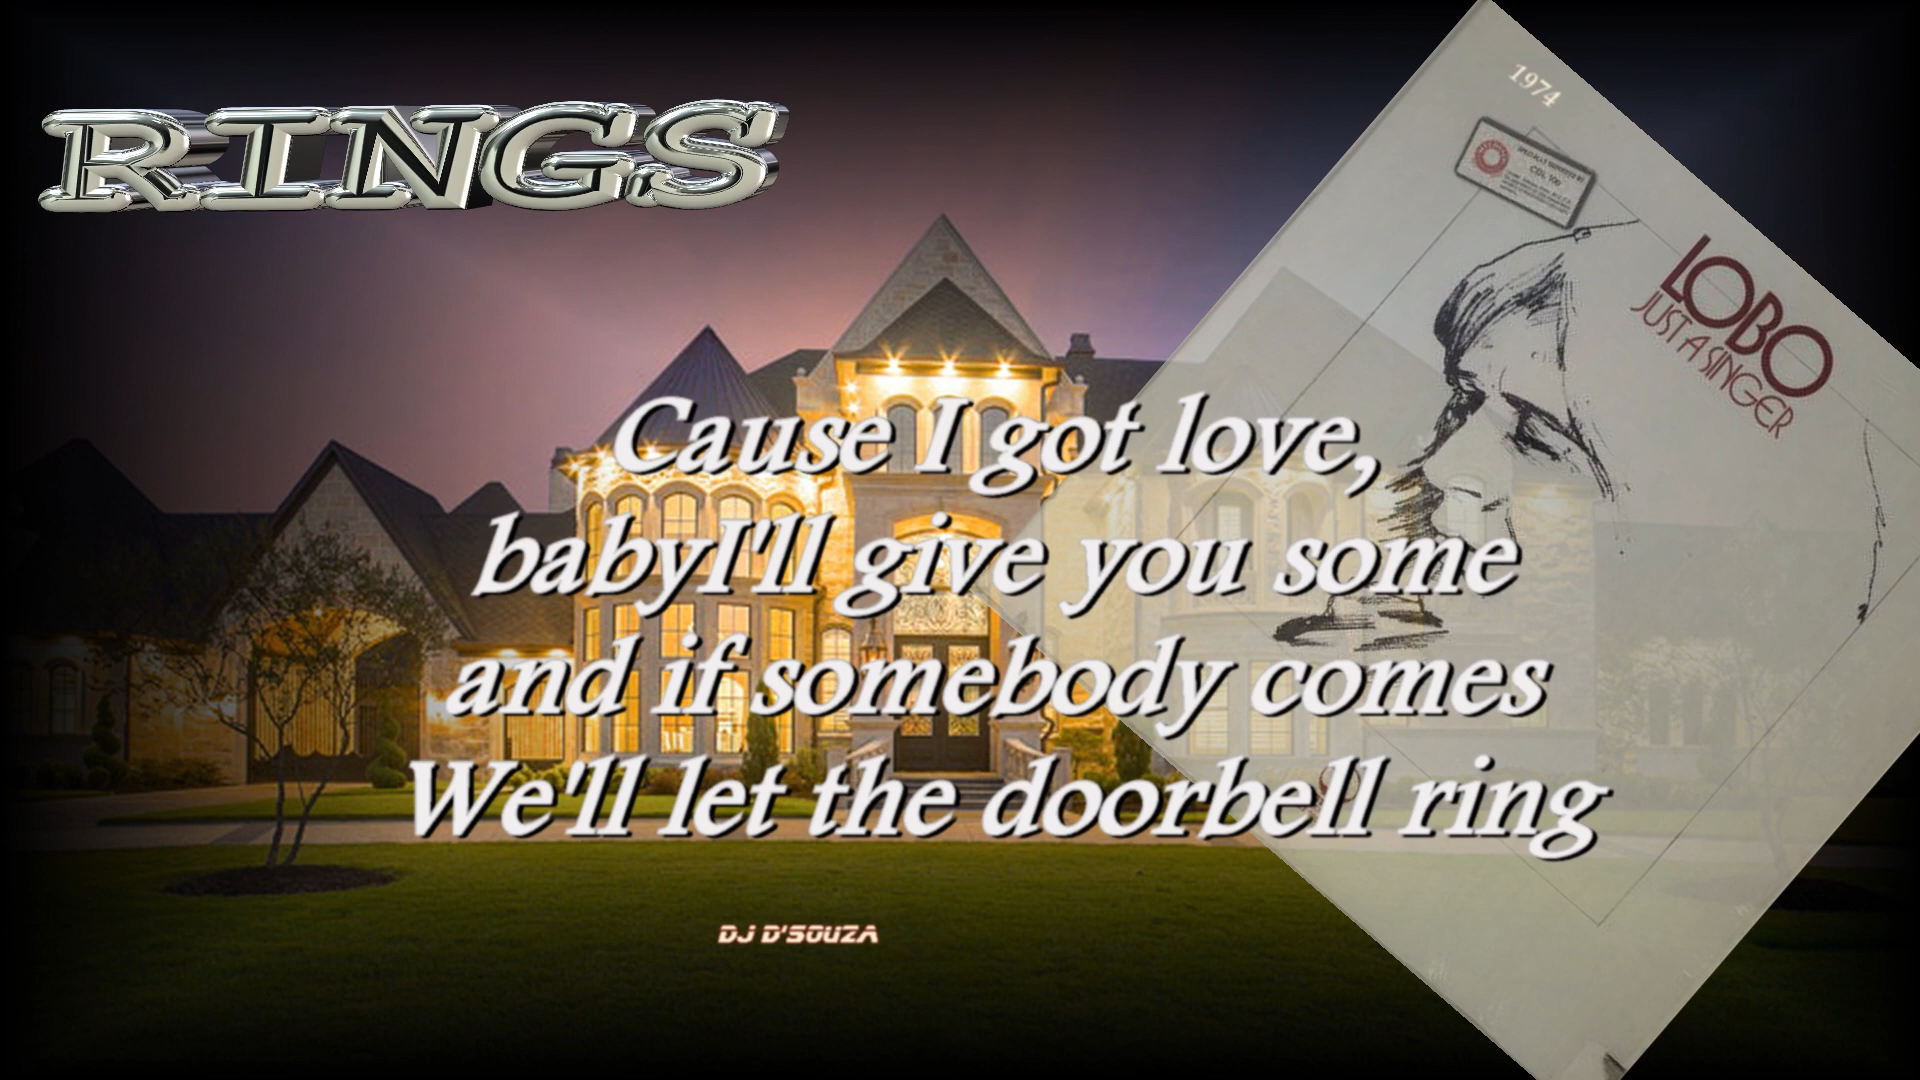 RINGS
1974
LOBO
JUST A SINGER
Cause I got love,
babyI'll give you some
and if somebody comes
We'll let the doorbell ring
DJ D'SOUZA